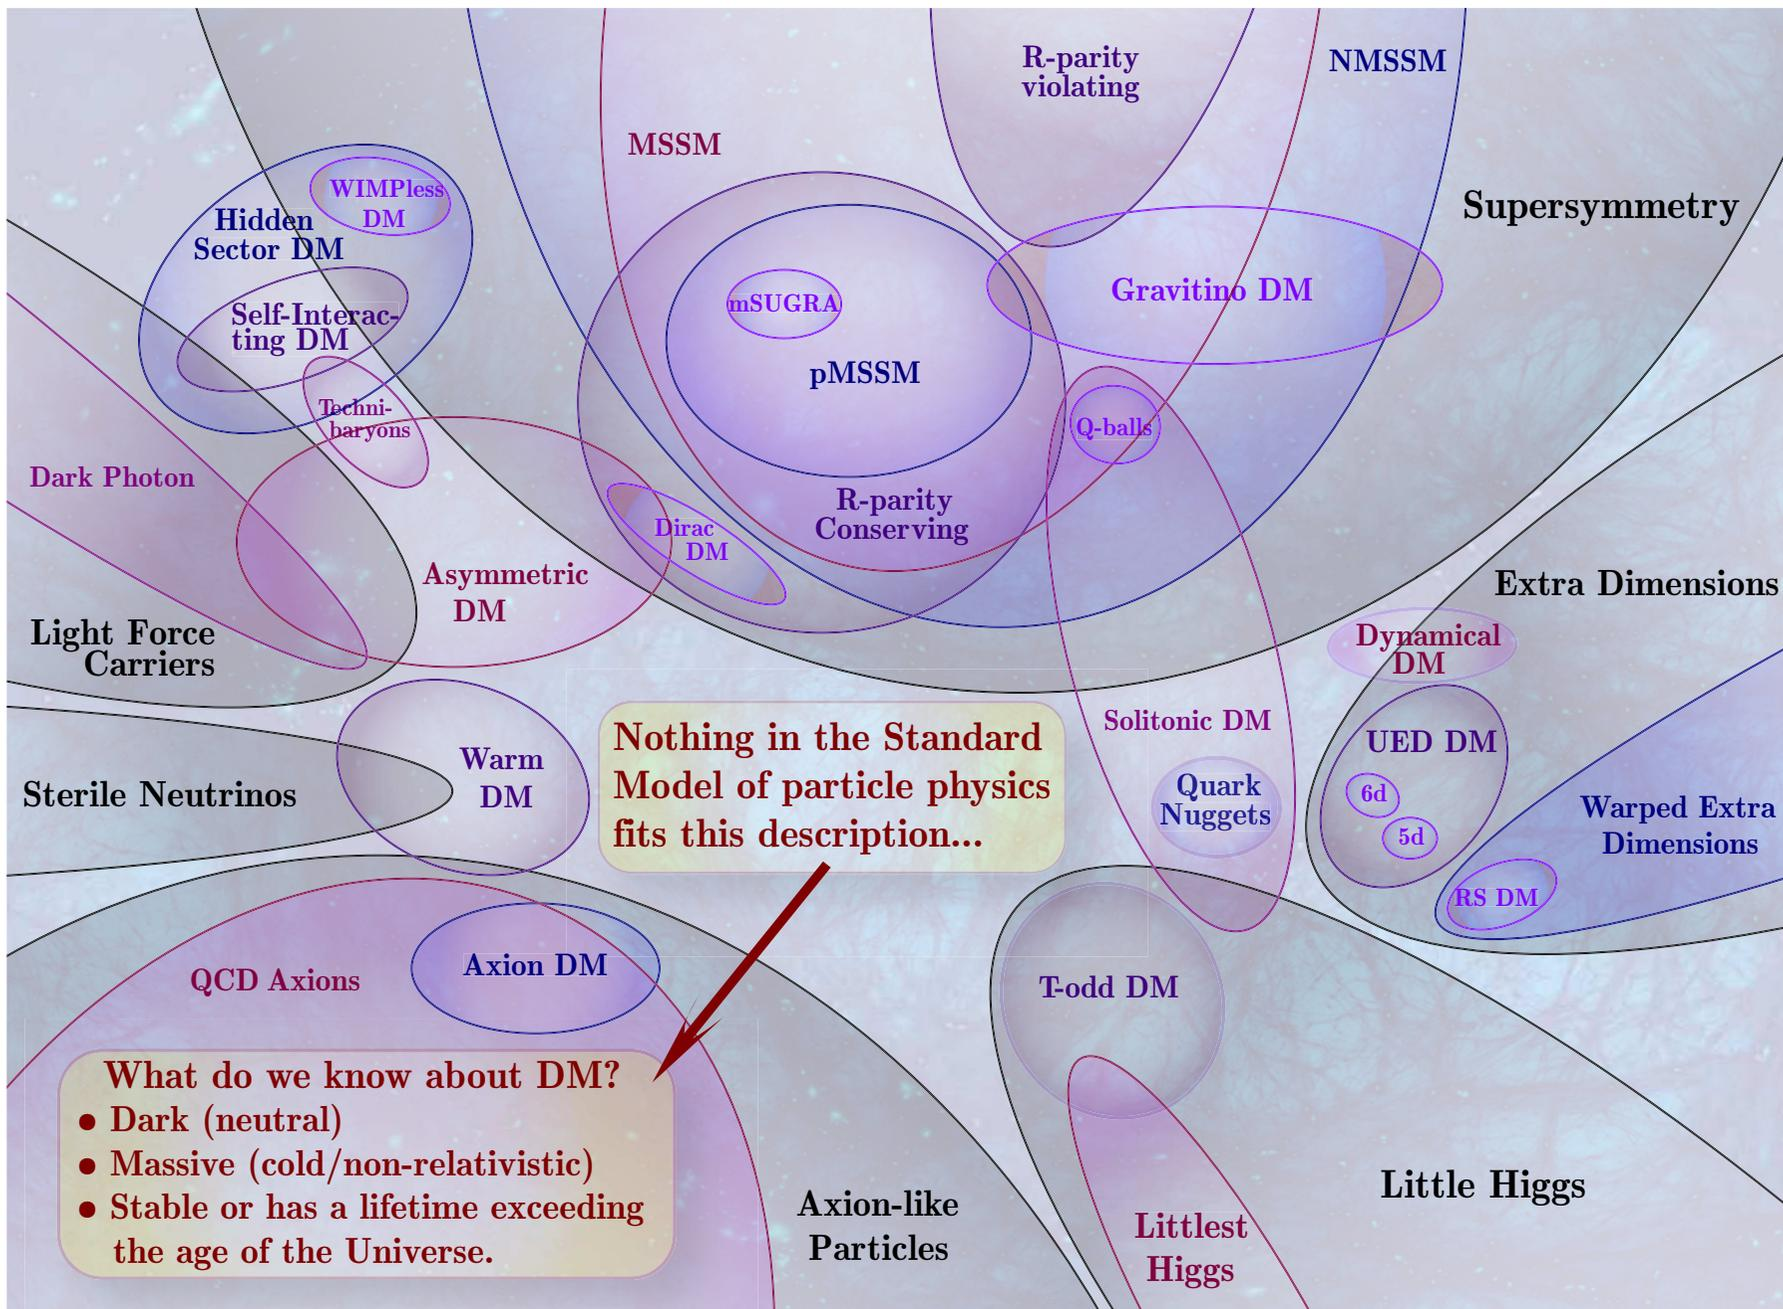 R-parity
violating
NMSSM
MSSM
Supersymmetry
WIMPless
DM
Hidden
Sector DM
Self-Interac-
ting DM
mSUGRA
Gravitino DM
pMSSM
Techni-
baryons
Q-balls
Dark Photon
R-parity
Conserving
Dirac
DM
Asymmetric
DM
Extra Dimensions
Light Force
Carriers
Dynamical
DM
Nothing in the Standard
Model of particle physics
fits this description...
Solitonic DM
UED DM
Warm
DM
Sterile Neutrinos
Quark
Nuggets
6d
5d
Warped Extra
Dimensions
RS DM
QCD Axions
Axion DM
T-odd DM
What do we know about DM?
● Dark (neutral)
● Massive (cold/non-relativistic)
● Stable or has a lifetime exceeding
the age of the Universe.
Axion-like
Particles
Little Higgs
Littlest
Higgs